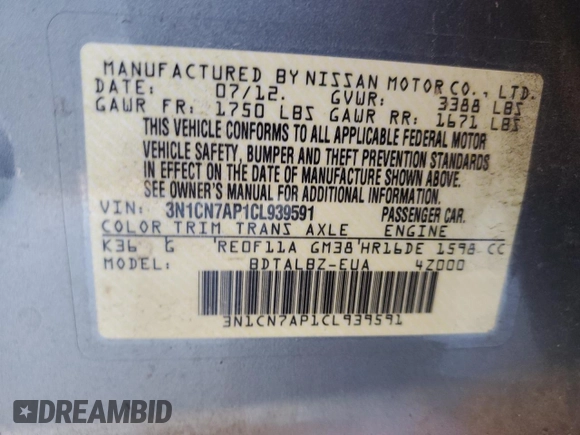 MANUFACTURED BY NISSAN MOTOR CO., LTD.
DATE: 07/12. GVWR: 3388 LBS
GAWR FR: 1750 LBS GAWR RR: 1671 LBS
THIS VEHICLE CONFORMS TO ALL APPLICABLE FEDERAL MOTOR
VEHICLE SAFETY, BUMPER AND THEFT PREVENTION STANDARDS
IN EFFECT ON THE DATE OF MANUFACTURE SHOWN ABOVE.
SEE OWNER'S MANUAL FOR ADDITIONAL INFORMATION.
VIN: 3N1CN7AP1CL939591 PASSENGER CAR.
COLOR TRIM TRANS AXLE ENGINE
K36 G RE0F11A GM38 HR16DE 1598 CC
MODEL: BDTALBZ-EUA 4Z000
3N1CN7AP1CL939591
DREAMBID